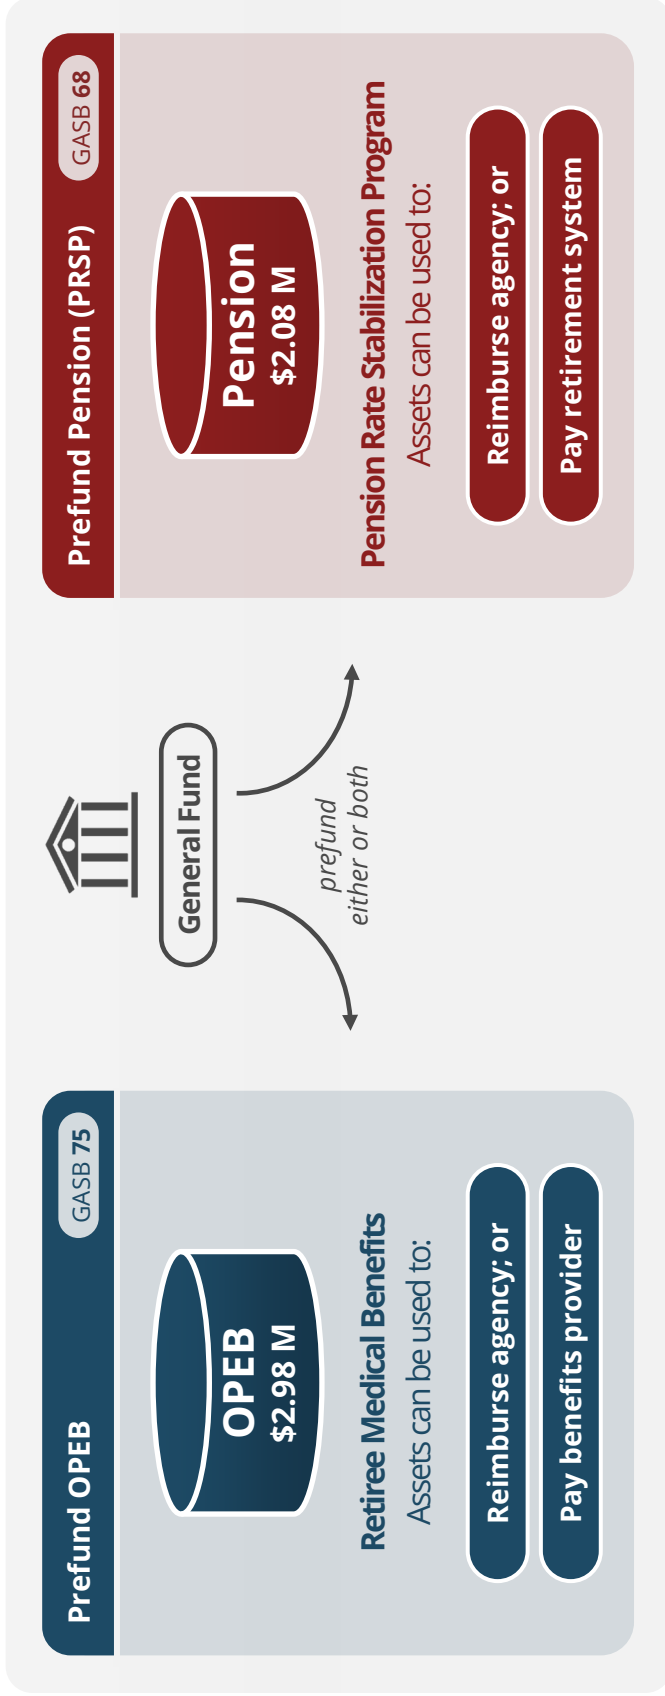 Prefund OPEB
GASB 75
OPEB
$2.98 M
Retiree Medical Benefits
Assets can be used to:
Reimburse agency; or
Pay benefits provider
General Fund
prefund
either or both
Prefund Pension (PRSP)
GASB 68
Pension
$2.08 M
Pension Rate Stabilization Program
Assets can be used to:
Reimburse agency; or
Pay retirement system